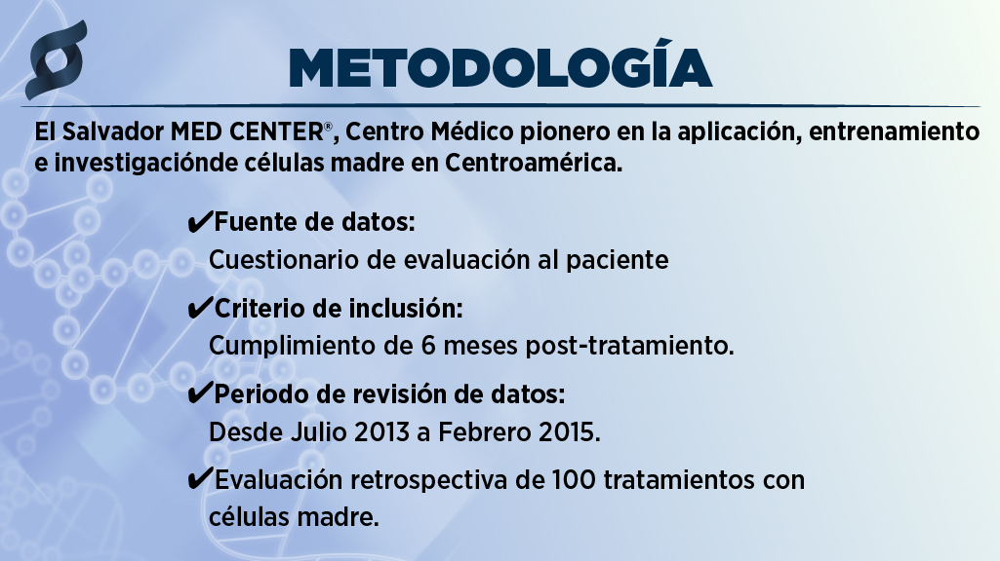 METODOLOGÍA
El Salvador MED CENTER®, Centro Médico pionero en la aplicación, entrenamiento
e investigaciónde células madre en Centroamérica.
✔Fuente de datos:
Cuestionario de evaluación al paciente
✔Criterio de inclusión:
Cumplimiento de 6 meses post-tratamiento.
✔Periodo de revisión de datos:
Desde Julio 2013 a Febrero 2015.
✔Evaluación retrospectiva de 100 tratamientos con
células madre.